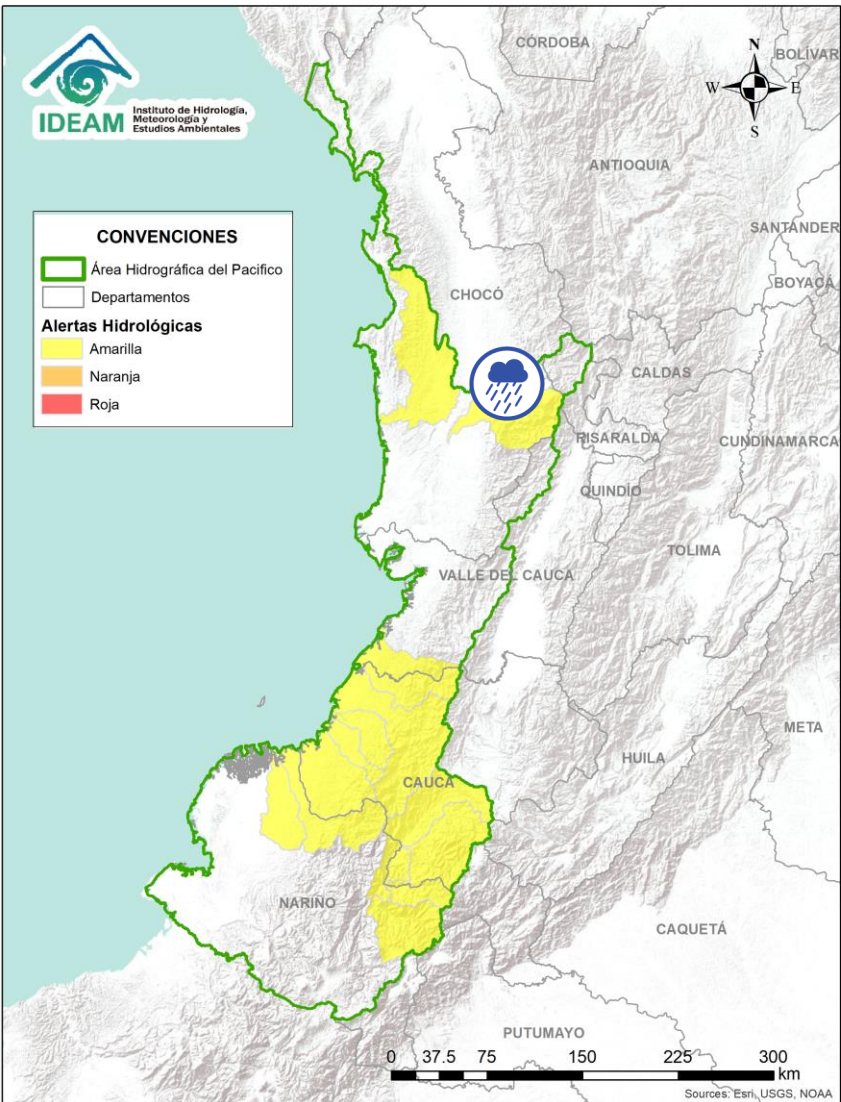 IDEAM
Instituto de Hidrología,
Meteorología y
Estudios Ambientales
N
W
E
S
CÓRDOBA
BOLÍVAR
ANTIOQUIA
SANTANDER
BOYACÁ
CHOCÓ
CALDAS
RISARALDA
CUNDINAMARCA
QUINDÍO
TOLIMA
VALLE DEL CAUCA
META
HUILA
CAUCA
NARIÑO
CAQUETÁ
PUTUMAYO
CONVENCIONES
Área Hidrográfica del Pacifico
Departamentos
Alertas Hidrológicas
Amarilla
Naranja
Roja
0 37.5 75 150 225 300
km
Sources: Esri, USGS, NOAA